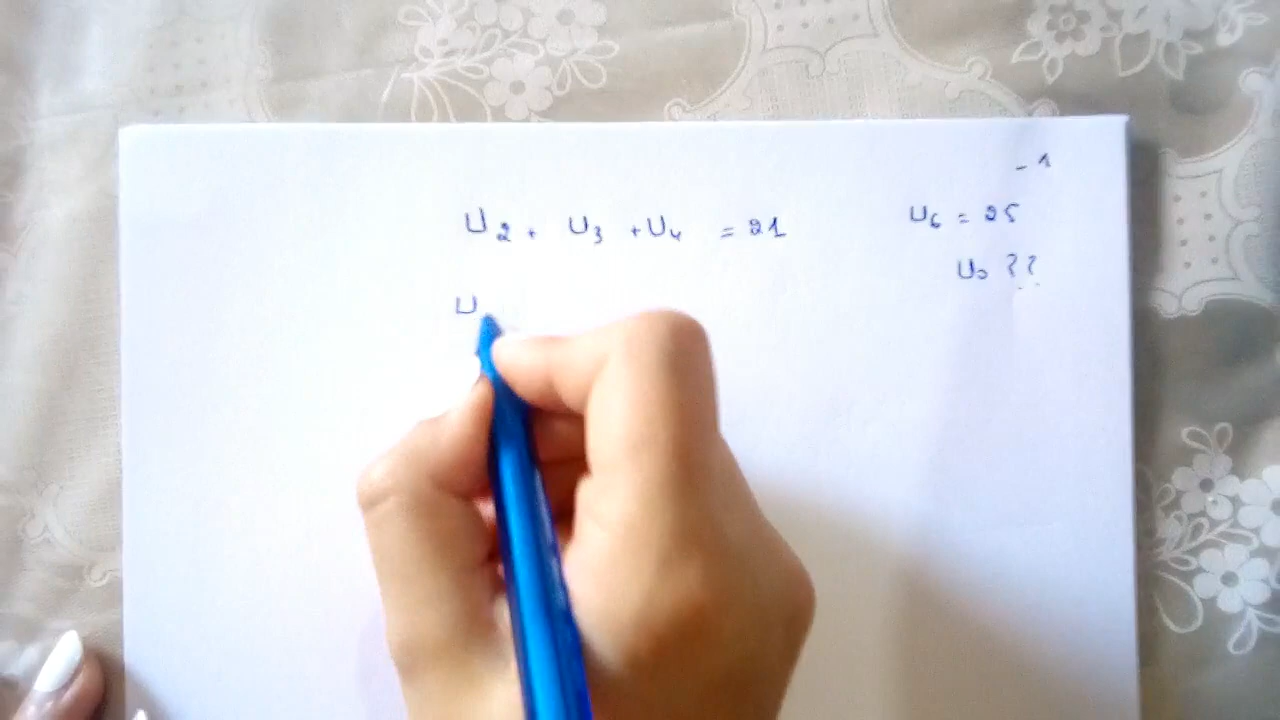 - 1
U2 + U3 + U4 = 21
U6 = 25
U0 ??
U